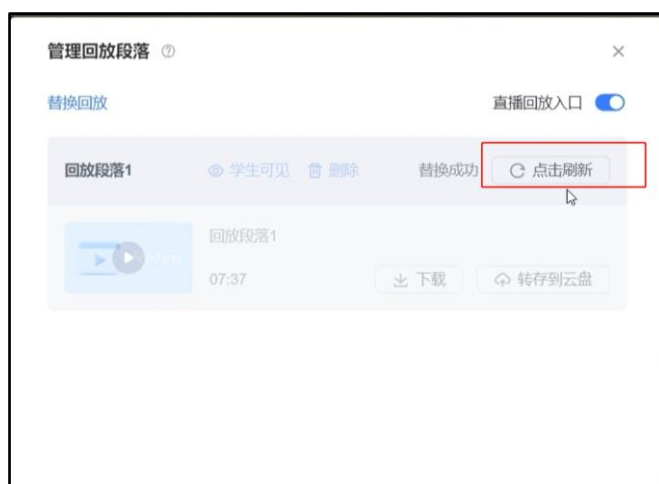 管理回放段落
替换回放 直播回放入口
回放段落1 学生可见 删除 替换成功 点击刷新
回放段落1
07:37 下载 转存到云盘